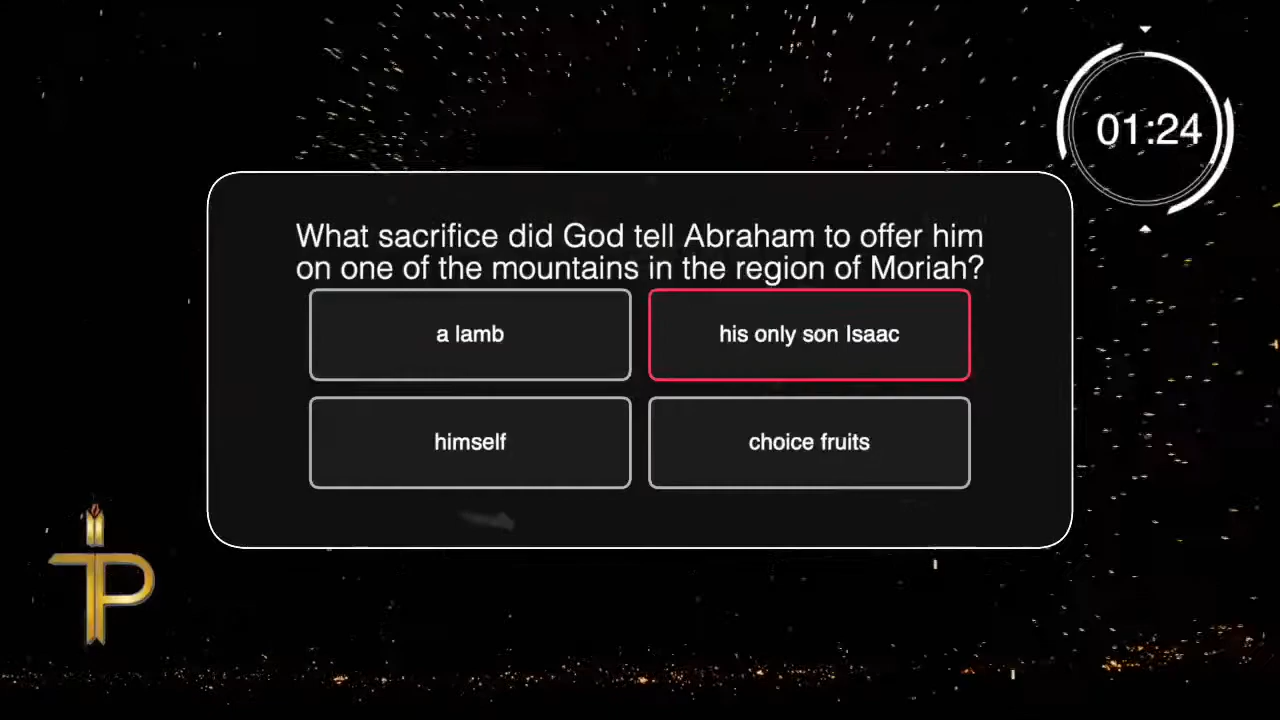 01:24
What sacrifice did God tell Abraham to offer him
on one of the mountains in the region of Moriah?
a lamb
his only son Isaac
himself
choice fruits
TP